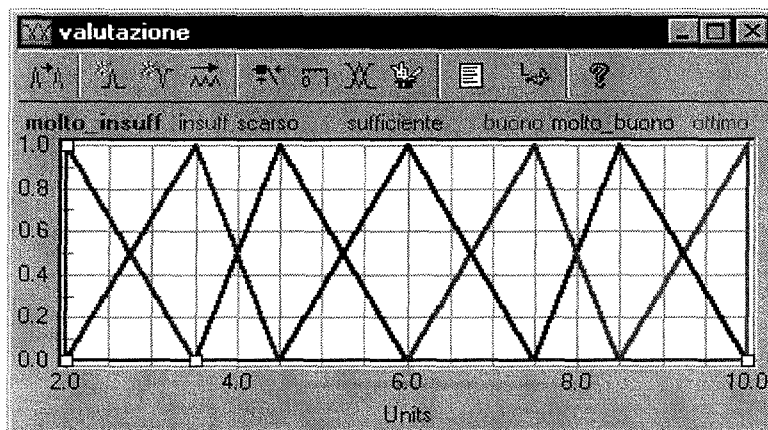 valutazione
molto_insuff insuff scarso sufficiente buono molto_buono ottimo
1.0
0.8
0.6
0.4
0.2
0.0
2.0 4.0 6.0 8.0 10.0
Units